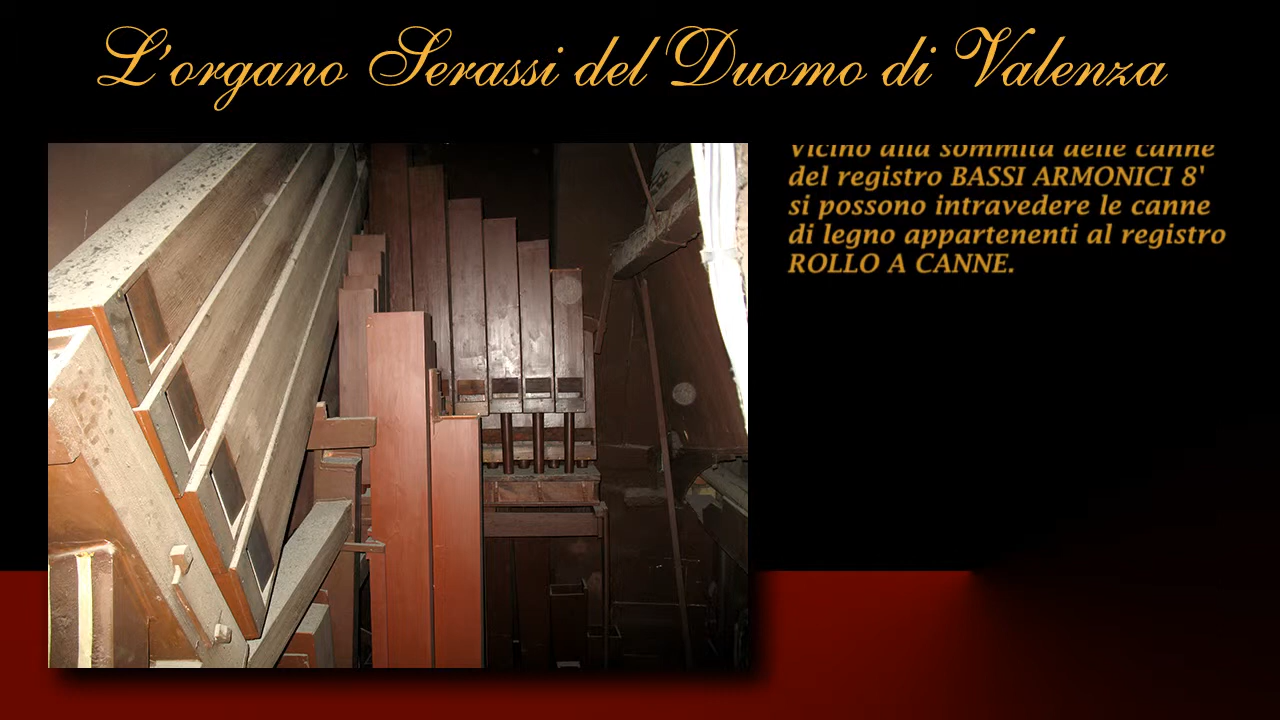 L'organo Serassi del Duomo di Valenza
Vicino alla sommità delle canne
del registro BASSI ARMONICI 8'
si possono intravedere le canne
di legno appartenenti al registro
ROLLO A CANNE.